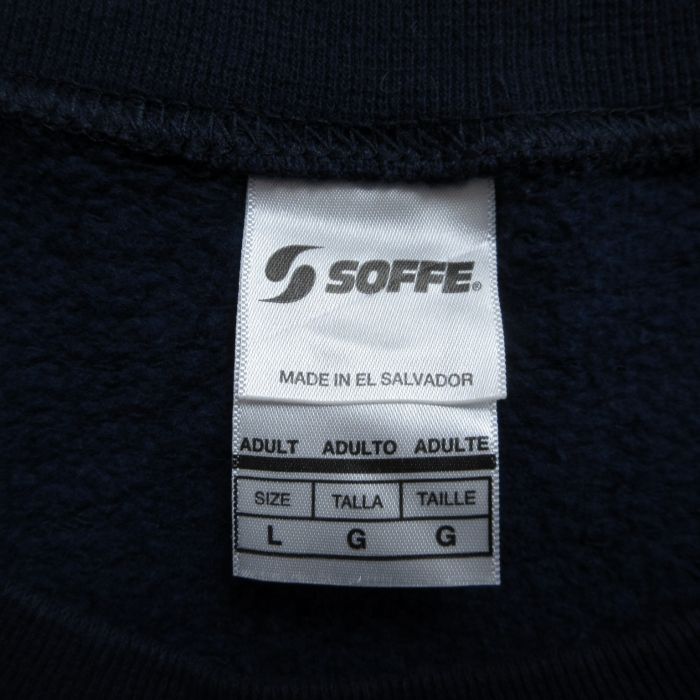 SOFFE®
MADE IN EL SALVADOR
ADULT ADULTO ADULTE
SIZE TALLA TAILLE
L G G